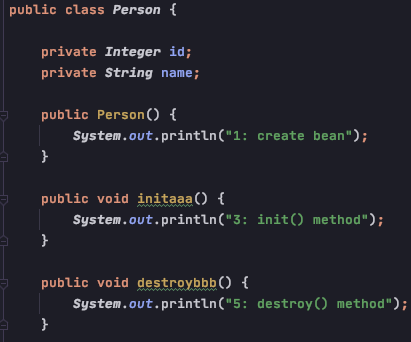 public class Person {
private Integer id;
private String name;
public Person() {
System.out.println("1: create bean");
}
public void initaaa() {
System.out.println("3: init() method");
}
public void destroybbb() {
System.out.println("5: destroy() method");
}